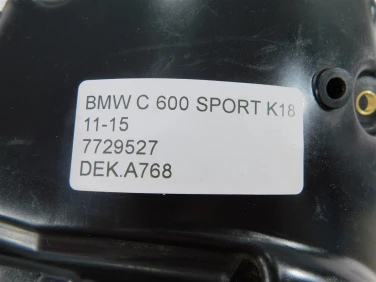 BMW C 600 SPORT K18
11-15
7729527
DEK.A768